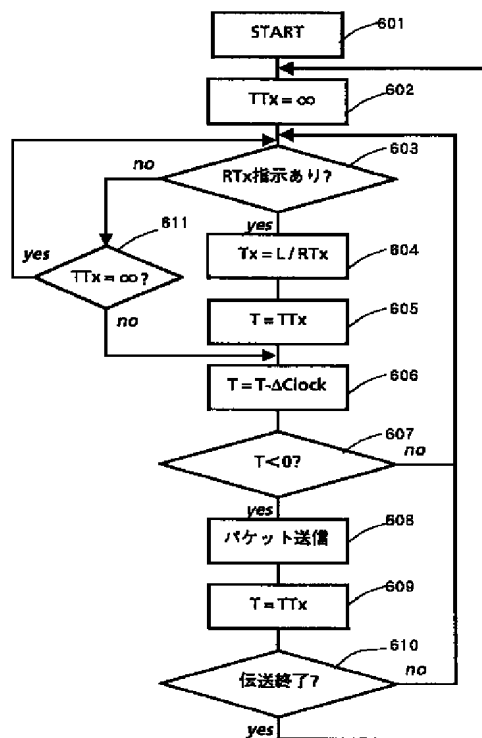 START
601
TTx = ∞
602
603
no
RTx指示あり?
yes
611
Tx = L / RTx
604
yes
TTx = ∞ ?
no
T = TTx
605
T = T-ΔClock
606
607
T < 0?
no
yes
パケット送信
608
T = TTx
609
610
伝送終了?
no
yes